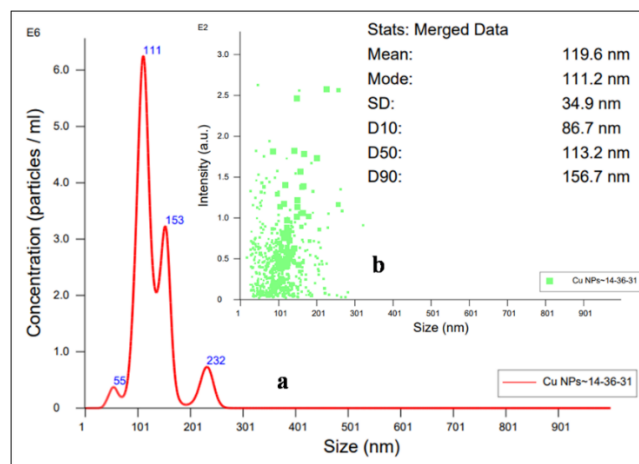 E6
Concentration (particles / ml)
6.0
5.0
4.0
3.0
2.0
1.0
0
1
101
201
301
401
501
601
701
801
901
Size (nm)
55
111
153
232
a
Cu NPs~14-36-31
E2
Intensity (a.u.)
3.0
2.5
2.0
1.5
1.0
0.5
0
1
101
201
301
401
501
601
701
801
901
Size (nm)
b
Cu NPs~14-36-31
Stats: Merged Data
Mean: 119.6 nm
Mode: 111.2 nm
SD: 34.9 nm
D10: 86.7 nm
D50: 113.2 nm
D90: 156.7 nm